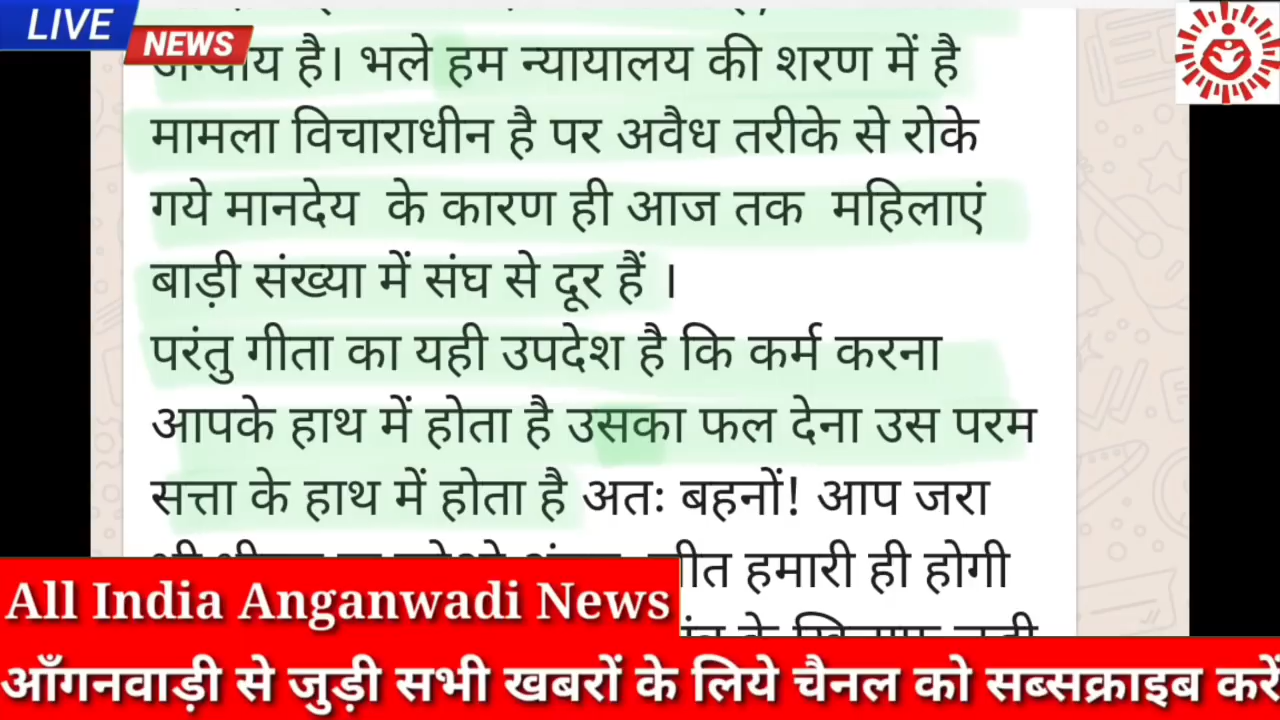 LIVE
NEWS
है। भले हम न्यायालय की शरण में है
मामला विचाराधीन है पर अवैध तरीके से रोके
गये मानदेय के कारण ही आज तक महिलाएं
बाड़ी संख्या में संघ से दूर हैं ।
परंतु गीता का यही उपदेश है कि कर्म करना
आपके हाथ में होता है उसका फल देना उस परम
सत्ता के हाथ में होता है अतः बहनों! आप जरा
हमारी ही होगी
All India Anganwadi News
आँगनवाड़ी से जुड़ी सभी खबरों के लिये चैनल को सब्सक्राइब करें